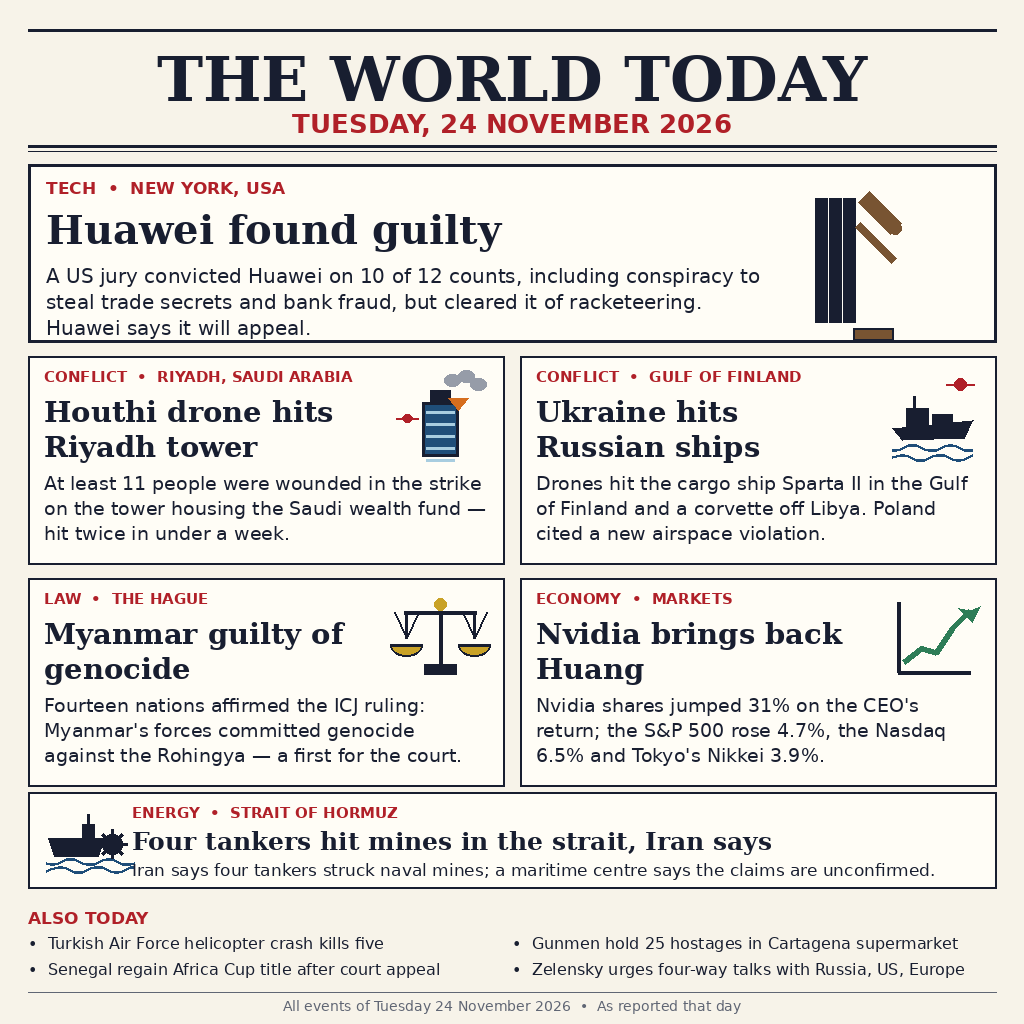 THE WORLD TODAY
TUESDAY, 24 NOVEMBER 2026
TECH • NEW YORK, USA
Huawei found guilty
A US jury convicted Huawei on 10 of 12 counts, including conspiracy to
steal trade secrets and bank fraud, but cleared it of racketeering.
Huawei says it will appeal.
CONFLICT • RIYADH, SAUDI ARABIA
Houthi drone hits
Riyadh tower
At least 11 people were wounded in the strike
on the tower housing the Saudi wealth fund —
hit twice in under a week.
CONFLICT • GULF OF FINLAND
Ukraine hits
Russian ships
Drones hit the cargo ship Sparta II in the Gulf
of Finland and a corvette off Libya. Poland
cited a new airspace violation.
LAW • THE HAGUE
Myanmar guilty of
genocide
Fourteen nations affirmed the ICJ ruling:
Myanmar's forces committed genocide
against the Rohingya — a first for the court.
ECONOMY • MARKETS
Nvidia brings back
Huang
Nvidia shares jumped 31% on the CEO's
return; the S&P 500 rose 4.7%, the Nasdaq
6.5% and Tokyo's Nikkei 3.9%.
ENERGY • STRAIT OF HORMUZ
Four tankers hit mines in the strait, Iran says
Iran says four tankers struck naval mines; a maritime centre says the claims are unconfirmed.
ALSO TODAY
• Turkish Air Force helicopter crash kills five
• Senegal regain Africa Cup title after court appeal
• Gunmen hold 25 hostages in Cartagena supermarket
• Zelensky urges four-way talks with Russia, US, Europe
All events of Tuesday 24 November 2026 • As reported that day